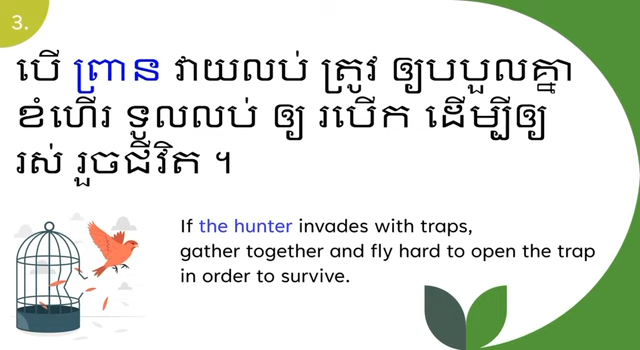 3.
បើ ព្រាន វាយលប់ ត្រូវ ឲ្យបបួលគ្នា
ខំហើរ ទូលលប់ ឲ្យ របើក ដើម្បីឲ្យ
រស់ រួចជីវិត ។
If the hunter invades with traps,
gather together and fly hard to open the trap
in order to survive.